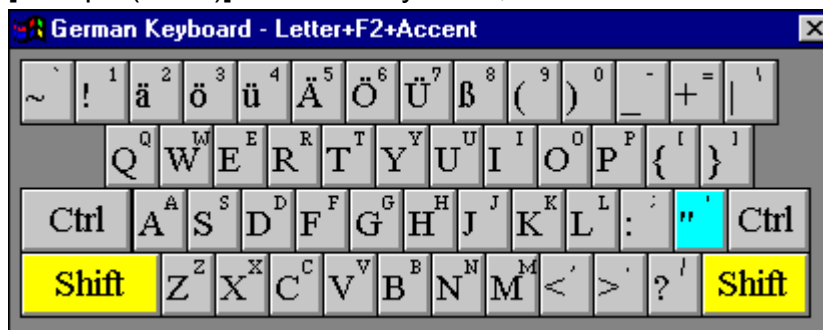 German Keyboard - Letter+F2+Accent
~ ` ! 1 ä 2 ö 3 ü 4 Ä 5 Ö 6 Ü 7 ß 8 ( 9 ) 0 _ - + = | \
Q Q W W E E R R T T Y Y U U I I O O P P { [ } ]
Ctrl A A S S D D F F G G H H J J K K L L : ; " ' Ctrl
Shift Z Z X X C C V V B B N N M M < , > . ? / Shift